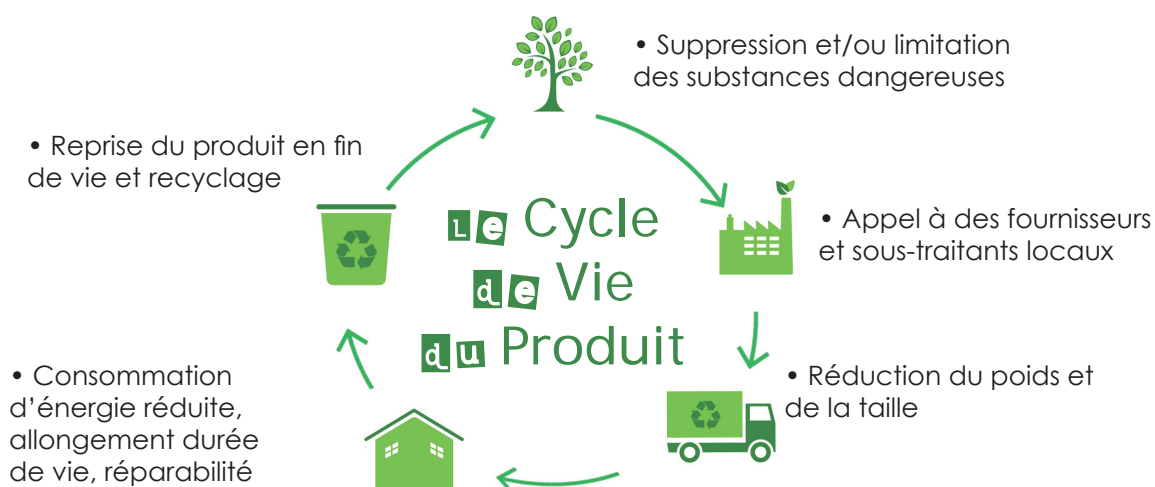 • Suppression et/ou limitation
des substances dangereuses
• Reprise du produit en fin
de vie et recyclage
Le Cycle
de Vie
du Produit
• Appel à des fournisseurs
et sous-traitants locaux
• Réduction du poids et
de la taille
• Consommation
d’énergie réduite,
allongement durée
de vie, réparabilité